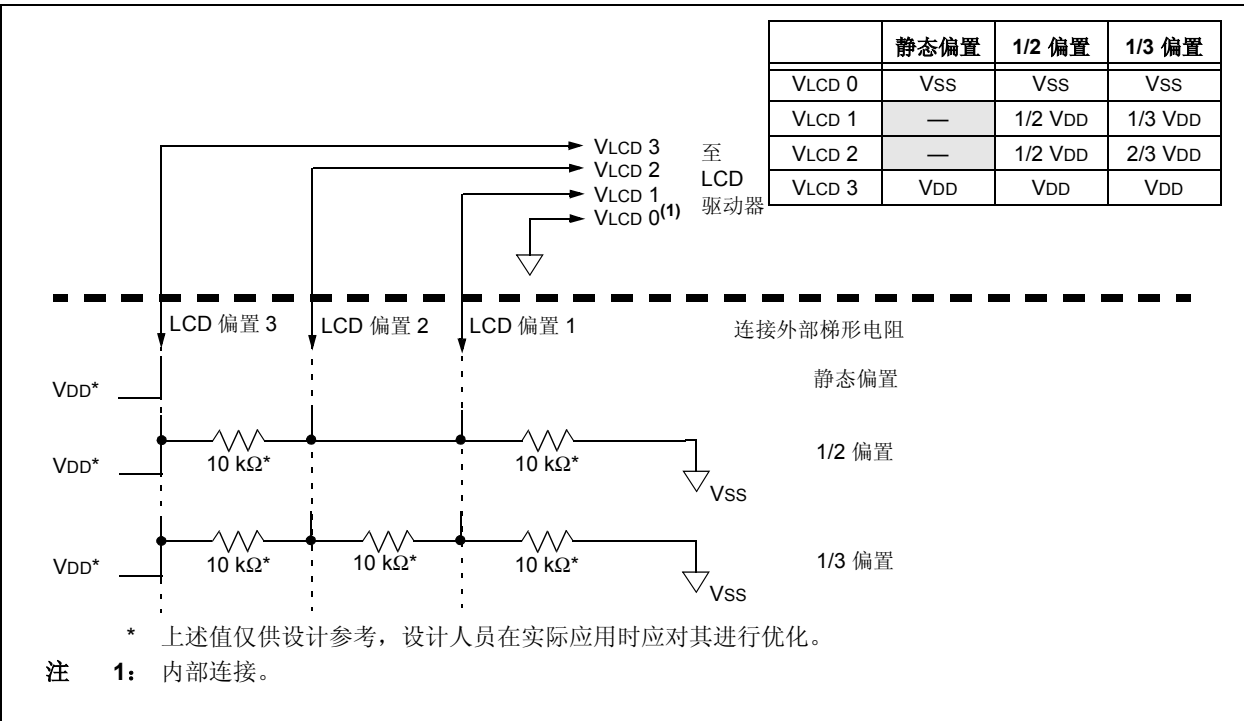 静态偏置 1/2 偏置 1/3 偏置
VLCD 0 VSS VSS VSS
VLCD 1 — 1/2 VDD 1/3 VDD
VLCD 2 — 1/2 VDD 2/3 VDD
VLCD 3 VDD VDD VDD
VLCD 3
VLCD 2
VLCD 1
VLCD 0(1)
至
LCD
驱动器
LCD 偏置 3 LCD 偏置 2 LCD 偏置 1 连接外部梯形电阻
VDD* 静态偏置
VDD* 10 kΩ* 10 kΩ* VSS 1/2 偏置
VDD* 10 kΩ* 10 kΩ* 10 kΩ* VSS 1/3 偏置
* 上述值仅供设计参考，设计人员在实际应用时应对其进行优化。
注 1： 内部连接。